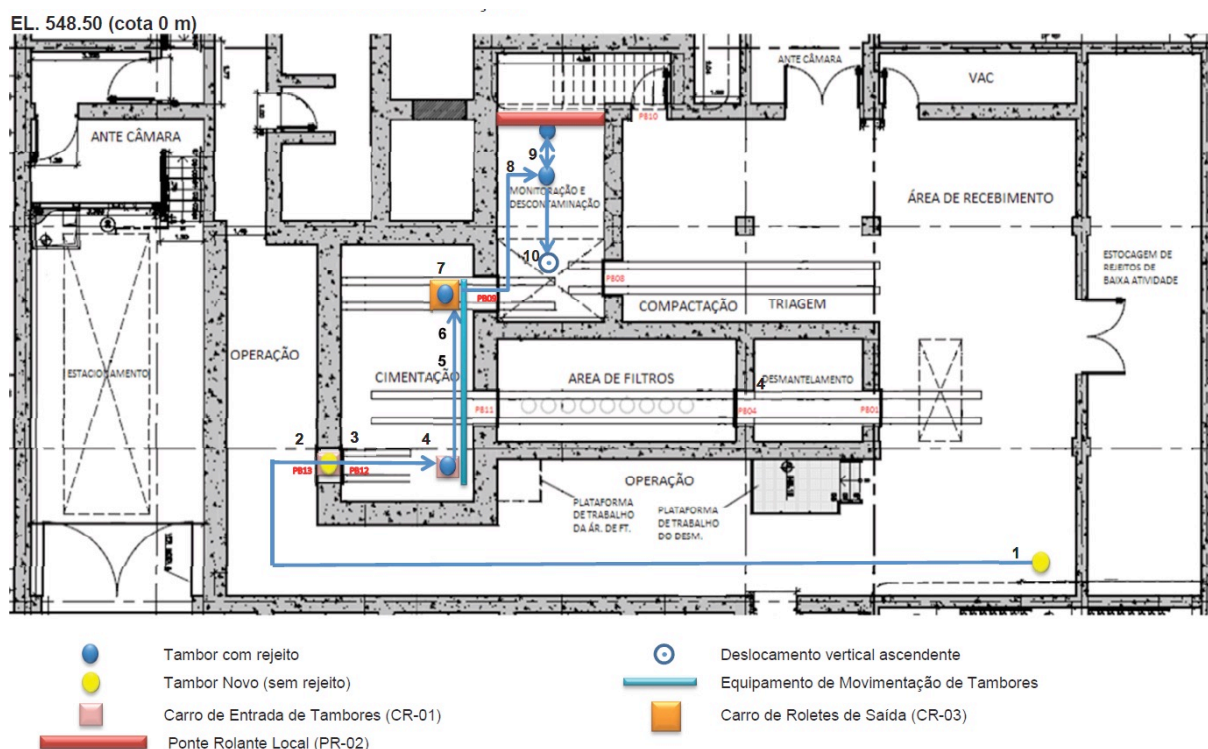 EL. 548.50 (cota 0 m)
ANTE CÂMARA
VAC
ANTE CÂMARA
PB10
9
8
MONITORAÇÃO E
DESCONTAMINAÇÃO
ÁREA DE RECEBIMENTO
10
PB08
ESTOCAGEM
DE REJEITOS
DE BAIXA
ATIVIDADE
7
PB09
COMPACTAÇÃO
TRIAGEM
6
OPERAÇÃO
5
CIMENTAÇÃO
AREA DE FILTROS
DESMANTELAMENTO
ESTACIONAMENTO
4
PB11
PB04
PB01
2
3
4
PB13
PB12
OPERAÇÃO
PLATAFORMA
DE TRABALHO
DA ÁR. DE FT.
PLATAFORMA
DE TRABALHO
DO DESM.
1
Tambor com rejeito
Tambor Novo (sem rejeito)
Carro de Entrada de Tambores (CR-01)
Ponte Rolante Local (PR-02)
Deslocamento vertical ascendente
Equipamento de Movimentação de Tambores
Carro de Roletes de Saída (CR-03)